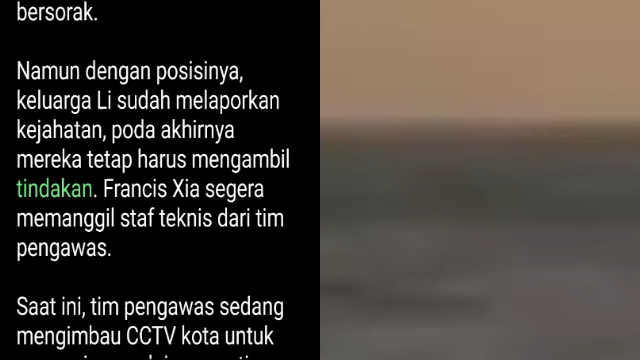 bersorak.
Namun dengan posisinya,
keluarga Li sudah melaporkan
kejahatan, poda akhirnya
mereka tetap harus mengambil
tindakan. Francis Xia segera
memanggil staf teknis dari tim
pengawas.
Saat ini, tim pengawas sedang
mengimbau CCTV kota untuk